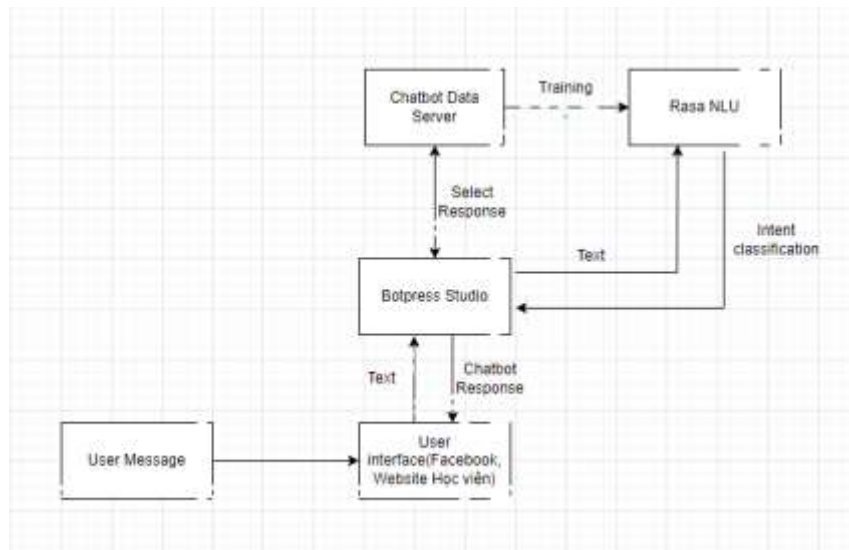 Chatbot Data
Server
Training
Rasa NLU
Select
Response
Intent
classification
Text
Botpress Studio
Text
Chatbot
Response
User Message
User
interface(Facebook,
Website Học viện)